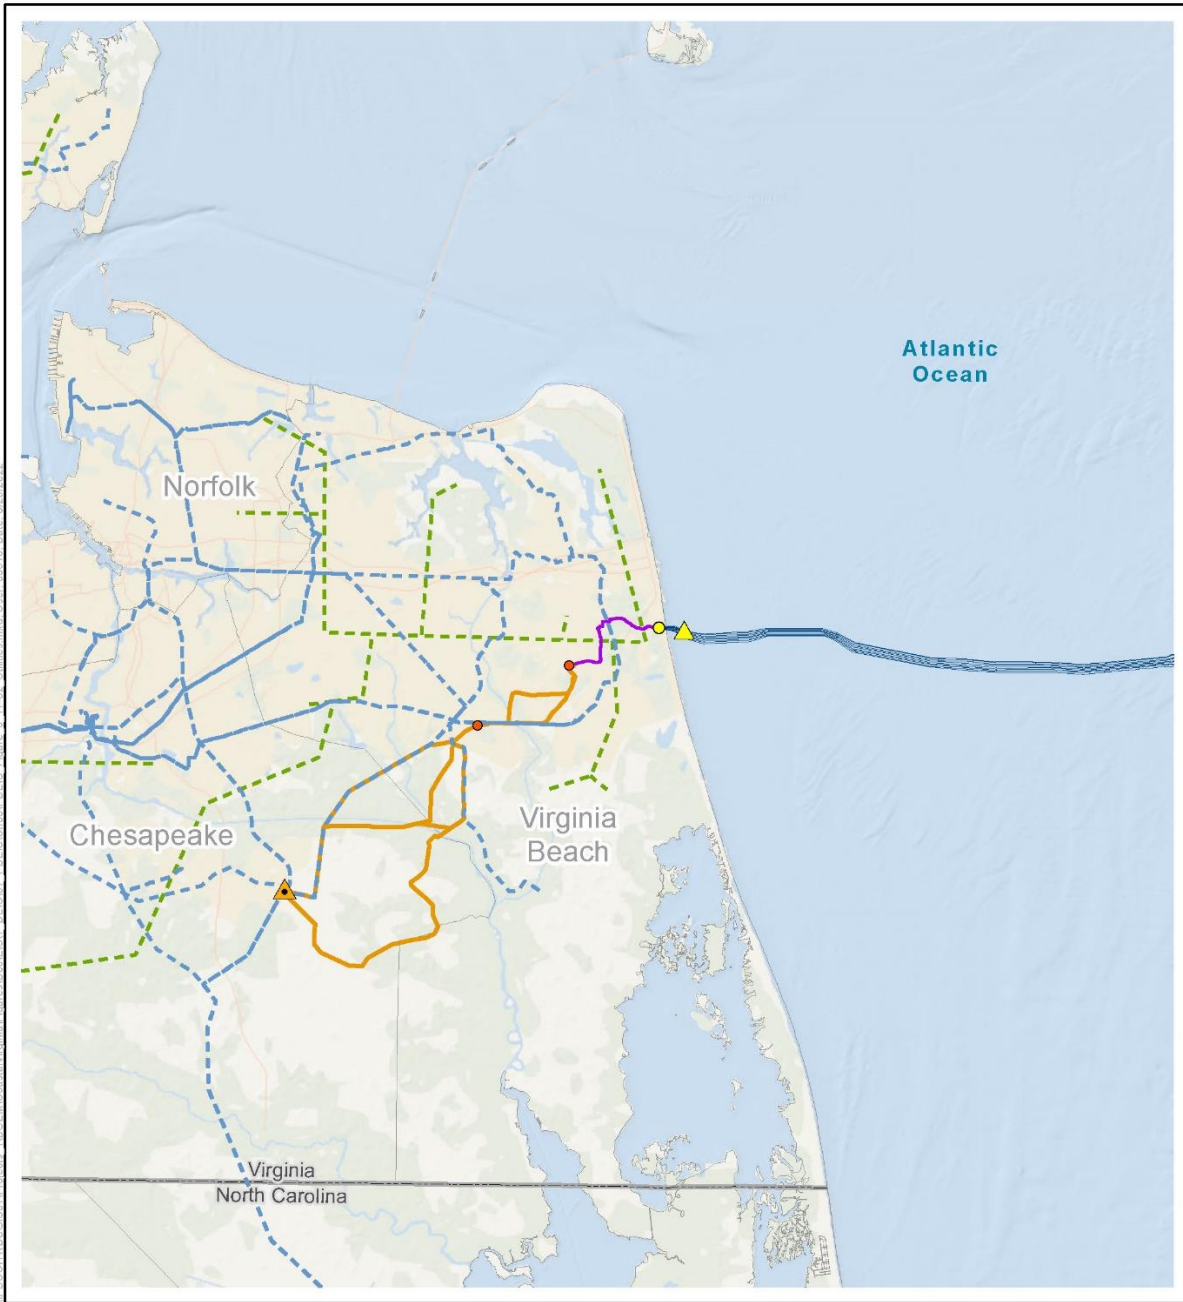 Atlantic
Ocean
Norfolk
Chesapeake
Virginia
Beach
Virginia
North Carolina